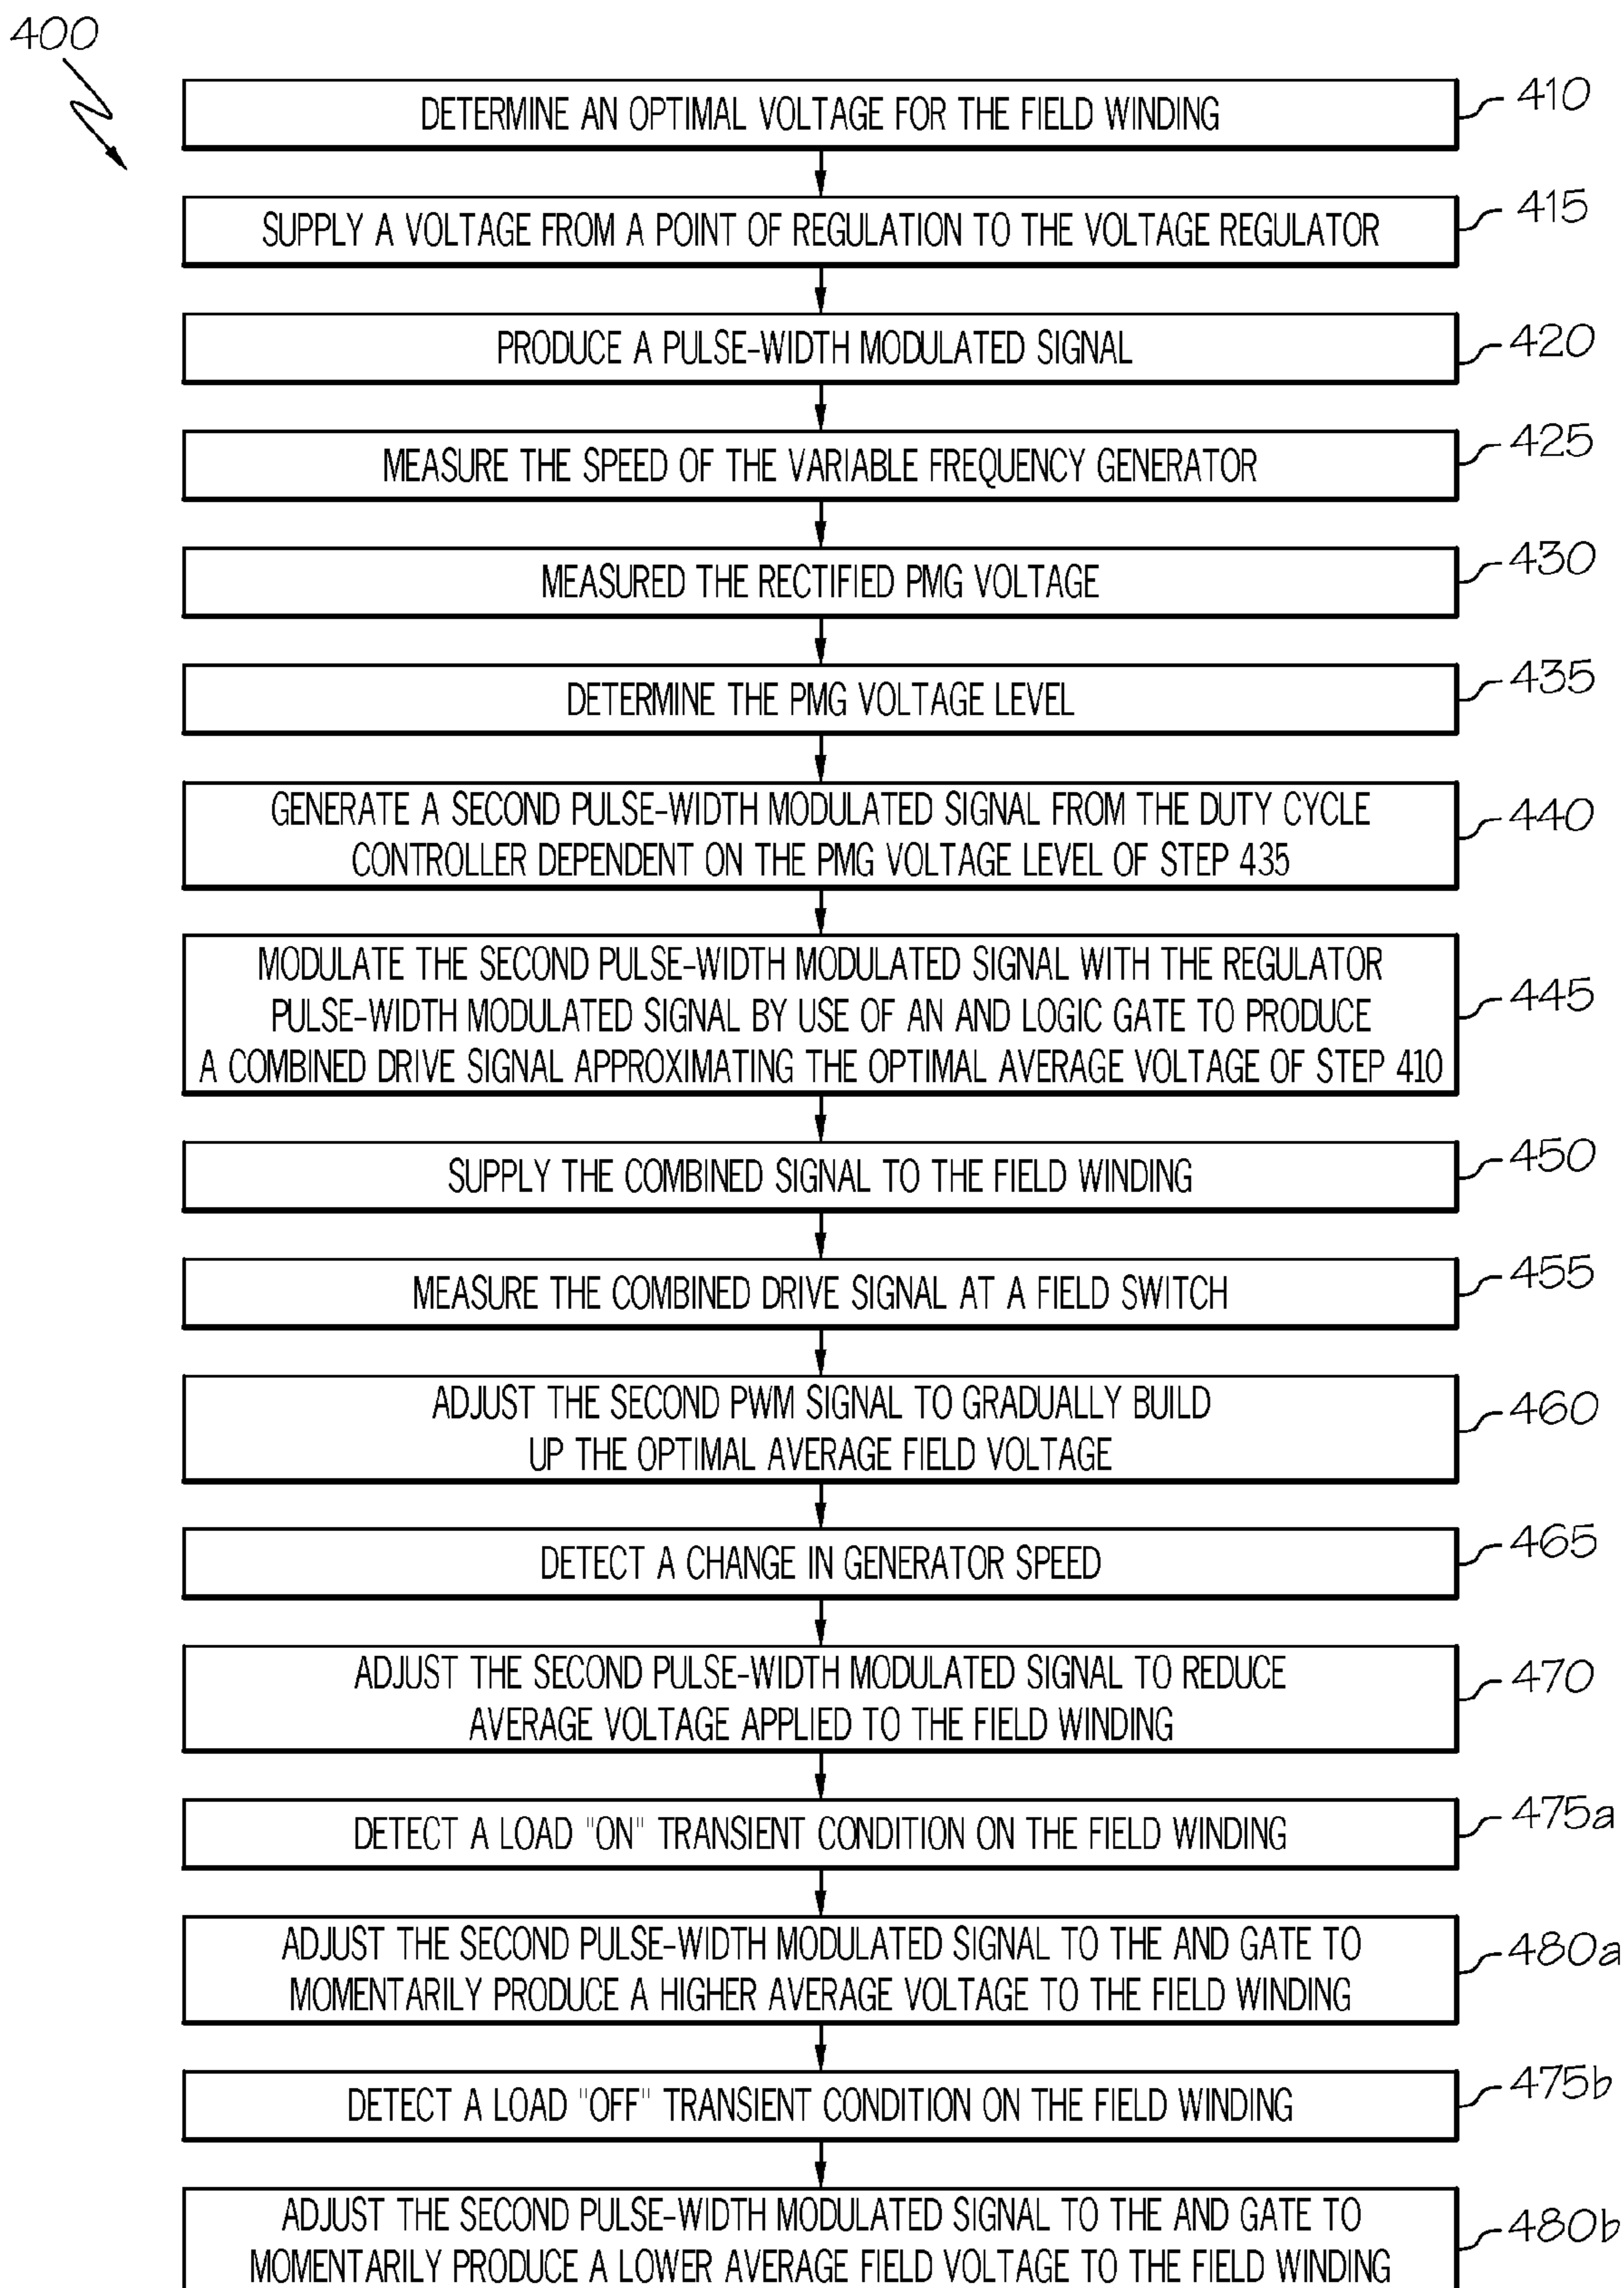 400
DETERMINE AN OPTIMAL VOLTAGE FOR THE FIELD WINDING
410
SUPPLY A VOLTAGE FROM A POINT OF REGULATION TO THE VOLTAGE REGULATOR
415
PRODUCE A PULSE-WIDTH MODULATED SIGNAL
420
MEASURE THE SPEED OF THE VARIABLE FREQUENCY GENERATOR
425
MEASURED THE RECTIFIED PMG VOLTAGE
430
DETERMINE THE PMG VOLTAGE LEVEL
435
GENERATE A SECOND PULSE-WIDTH MODULATED SIGNAL FROM THE DUTY CYCLE
CONTROLLER DEPENDENT ON THE PMG VOLTAGE LEVEL OF STEP 435
440
MODULATE THE SECOND PULSE-WIDTH MODULATED SIGNAL WITH THE REGULATOR
PULSE-WIDTH MODULATED SIGNAL BY USE OF AN AND LOGIC GATE TO PRODUCE
A COMBINED DRIVE SIGNAL APPROXIMATING THE OPTIMAL AVERAGE VOLTAGE OF STEP 410
445
SUPPLY THE COMBINED SIGNAL TO THE FIELD WINDING
450
MEASURE THE COMBINED DRIVE SIGNAL AT A FIELD SWITCH
455
ADJUST THE SECOND PWM SIGNAL TO GRADUALLY BUILD
UP THE OPTIMAL AVERAGE FIELD VOLTAGE
460
DETECT A CHANGE IN GENERATOR SPEED
465
ADJUST THE SECOND PULSE-WIDTH MODULATED SIGNAL TO REDUCE
AVERAGE VOLTAGE APPLIED TO THE FIELD WINDING
470
DETECT A LOAD "ON" TRANSIENT CONDITION ON THE FIELD WINDING
475a
ADJUST THE SECOND PULSE-WIDTH MODULATED SIGNAL TO THE AND GATE TO
MOMENTARILY PRODUCE A HIGHER AVERAGE VOLTAGE TO THE FIELD WINDING
480a
DETECT A LOAD "OFF" TRANSIENT CONDITION ON THE FIELD WINDING
475b
ADJUST THE SECOND PULSE-WIDTH MODULATED SIGNAL TO THE AND GATE TO
MOMENTARILY PRODUCE A LOWER AVERAGE FIELD VOLTAGE TO THE FIELD WINDING
480b